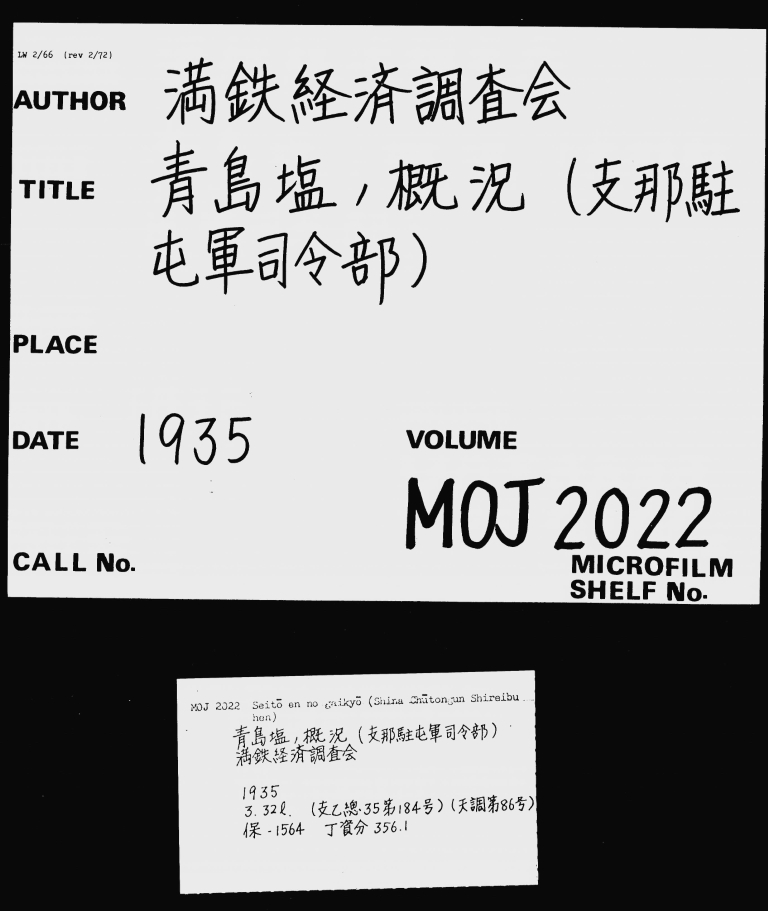 LW 2/66 (rev 2/72)
AUTHOR 満鉄経済調査会
TITLE 青島塩ノ概況（支那駐
屯軍司令部）
PLACE
DATE 1935 VOLUME
MOJ 2022
CALL No. MICROFILM
SHELF No.
MOJ 2022 Seitō en no gaikyō (Shina Chūtongun Shireibu
hen)
青島塩ノ概況（支那駐屯軍司令部）
満鉄経済調査会
1935
3. 32ℓ. （支乙總・35第184号）（天調第86号）
保-1564 丁資分 356.1